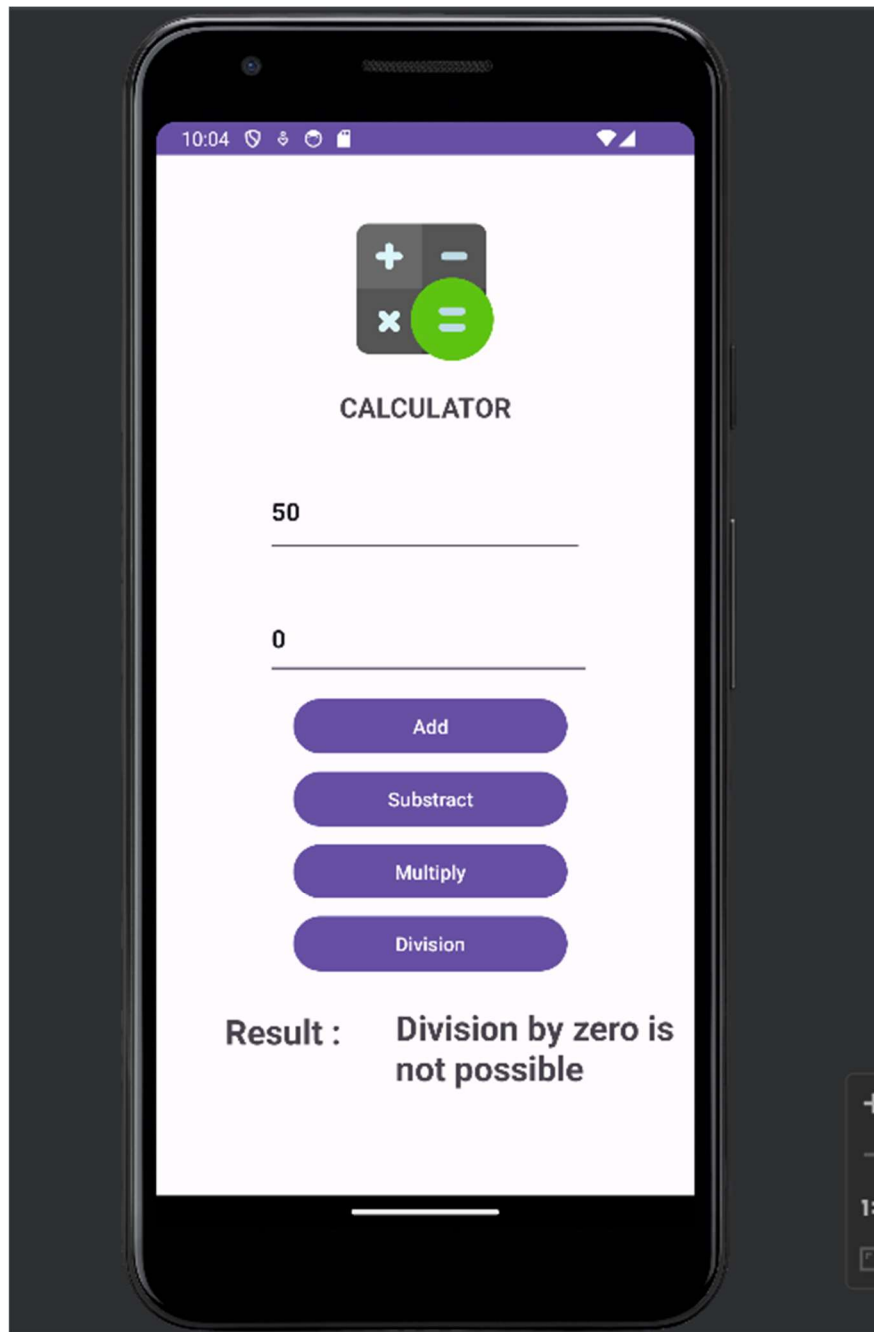 10:04
CALCULATOR
50
0
Add
Substract
Multiply
Division
Result :
Division by zero is
not possible